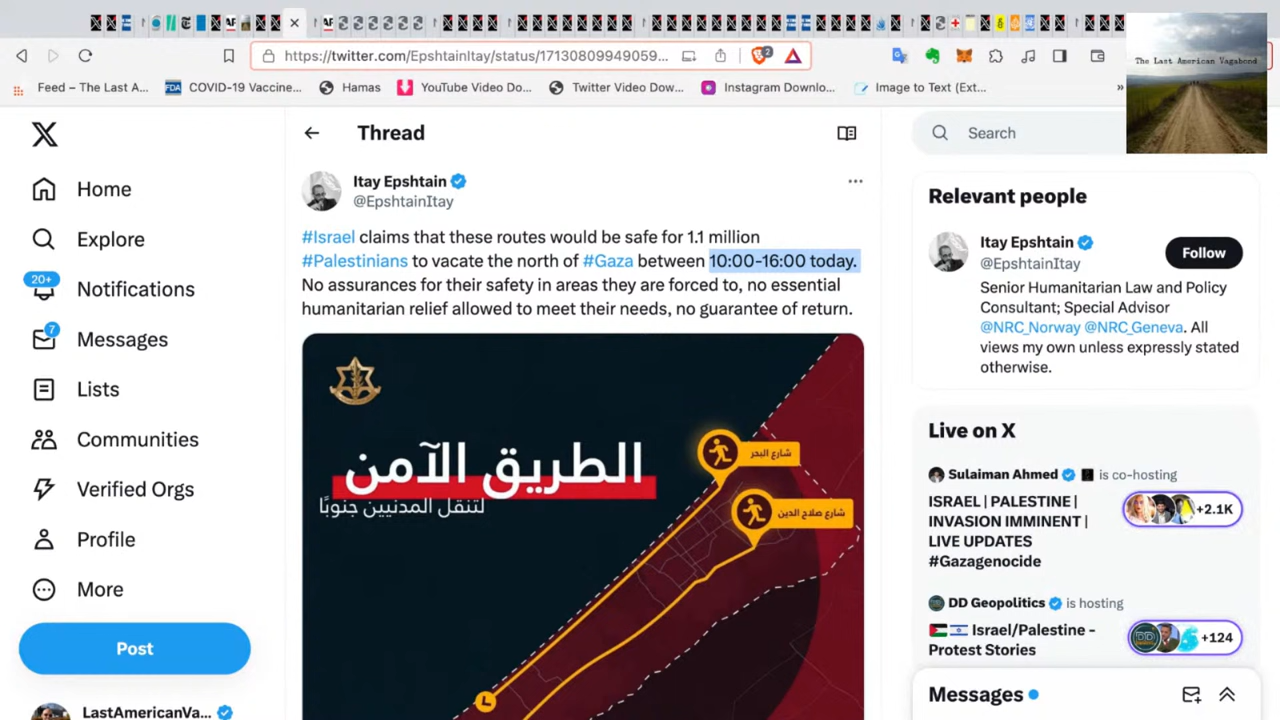 The Last American Vagabond
https://twitter.com/EpshtainItay/status/17130809949059...
2
Feed – The Last A...
COVID-19 Vaccine...
Hamas
YouTube Video Do...
Twitter Video Dow...
Instagram Downlo...
Image to Text (Ext...
»
Home
Explore
20+
Notifications
7
Messages
Lists
Communities
Verified Orgs
Profile
More
Post
LastAmericanVa...
Thread
Itay Epshtain
@EpshtainItay
#Israel claims that these routes would be safe for 1.1 million
#Palestinians to vacate the north of #Gaza between 10:00-16:00 today.
No assurances for their safety in areas they are forced to, no essential
humanitarian relief allowed to meet their needs, no guarantee of return.
الطريق الآمن
لتنقل المدنيين جنوبًا
شارع البحر
شارع صلاح الدين
Search
Relevant people
Itay Epshtain
@EpshtainItay
Follow
Senior Humanitarian Law and Policy
Consultant; Special Advisor
@NRC_Norway @NRC_Geneva. All
views my own unless expressly stated
otherwise.
Live on X
Sulaiman Ahmed is co-hosting
ISRAEL | PALESTINE |
INVASION IMMINENT |
LIVE UPDATES
#Gazagenocide
+2.1K
DD Geopolitics is hosting
Israel/Palestine -
Protest Stories
+124
Messages